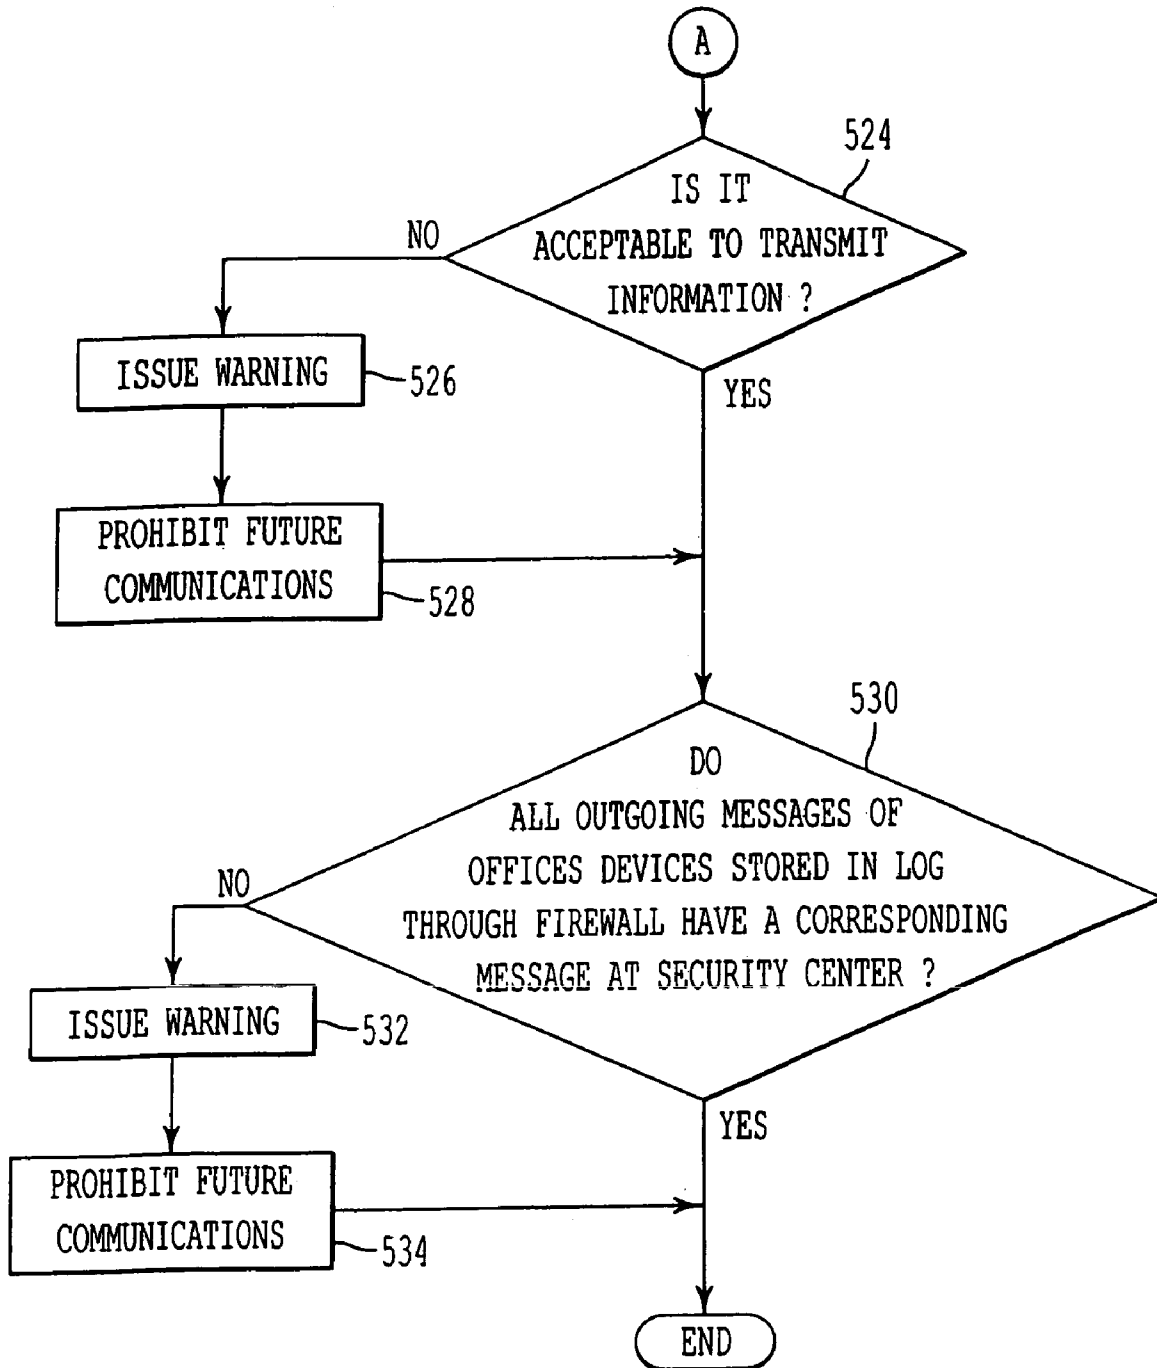 A
524
IS IT
ACCEPTABLE TO TRANSMIT
INFORMATION ?
NO
YES
ISSUE WARNING
526
PROHIBIT FUTURE
COMMUNICATIONS
528
530
DO
ALL OUTGOING MESSAGES OF
OFFICES DEVICES STORED IN LOG
THROUGH FIREWALL HAVE A CORRESPONDING
MESSAGE AT SECURITY CENTER ?
NO
YES
ISSUE WARNING
532
PROHIBIT FUTURE
COMMUNICATIONS
534
END